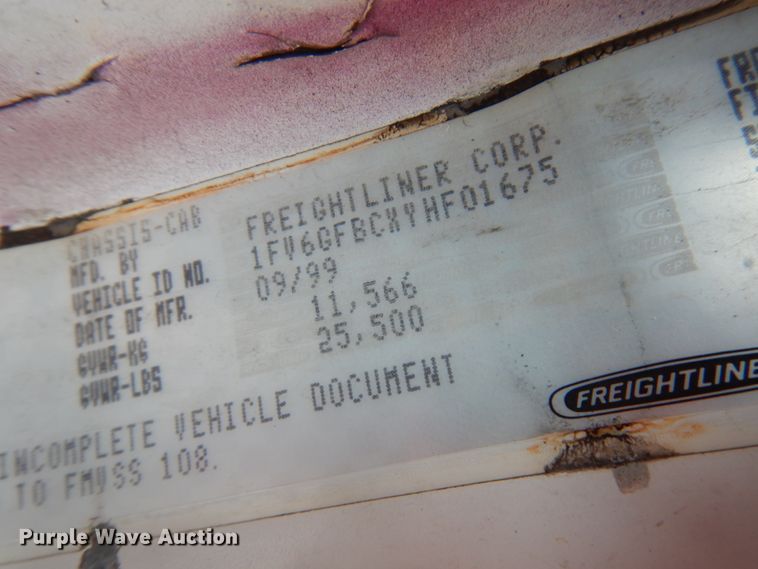 CHASSIS-CAB
MFD. BY FREIGHTLINER CORP.
VEHICLE ID NO. 1FV6GFBCXYHF01675
DATE OF MFR. 09/99
GVWR-KG 11,566
GVWR-LBS 25,500
INCOMPLETE VEHICLE DOCUMENT
TO FMVSS 108.
FREIGHTLINE
Purple Wave Auction